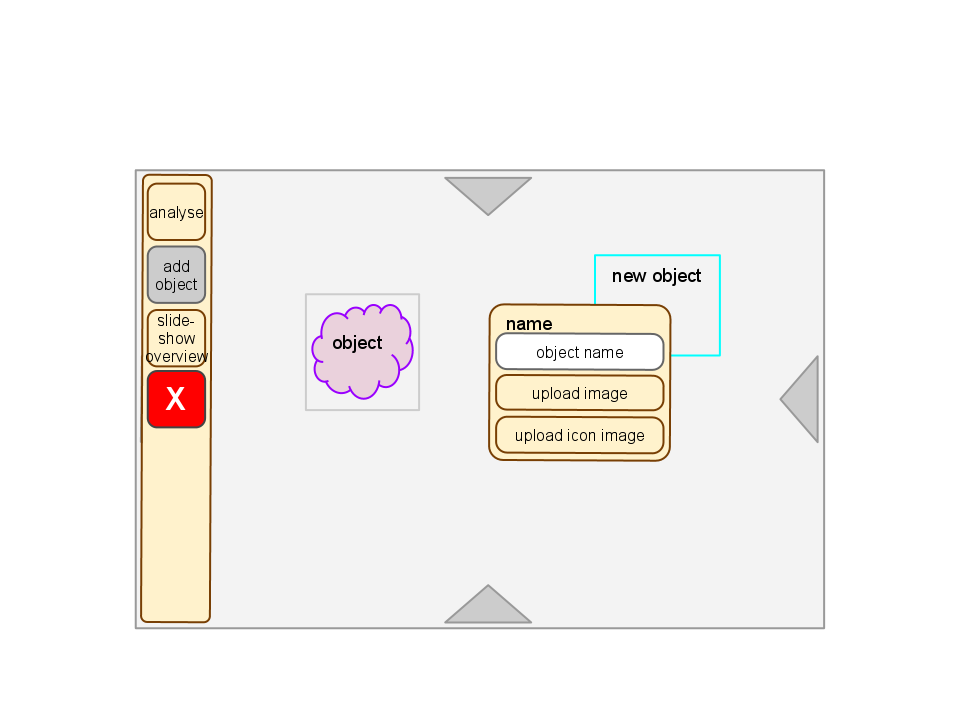 analyse
add
object
slide-
show
overview
X
object
new object
name
object name
upload image
upload icon image